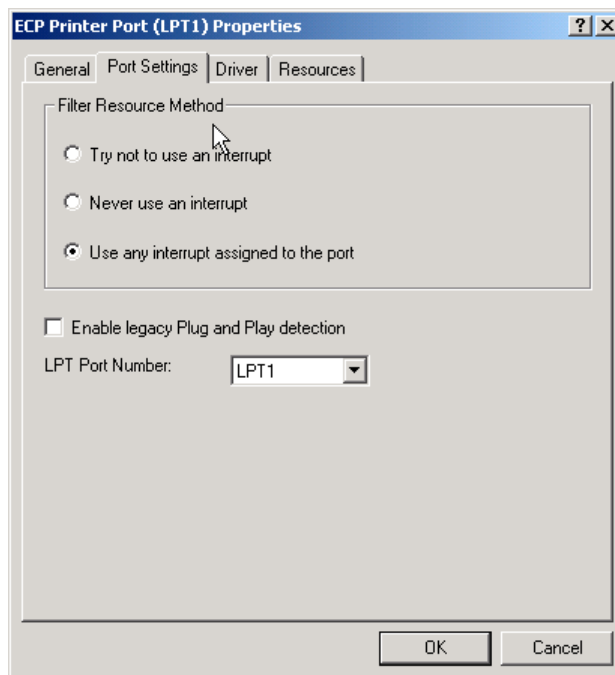 ECP Printer Port (LPT1) Properties
General Port Settings Driver Resources
Filter Resource Method
Try not to use an interrupt
Never use an interrupt
Use any interrupt assigned to the port
Enable legacy Plug and Play detection
LPT Port Number: LPT1
OK Cancel